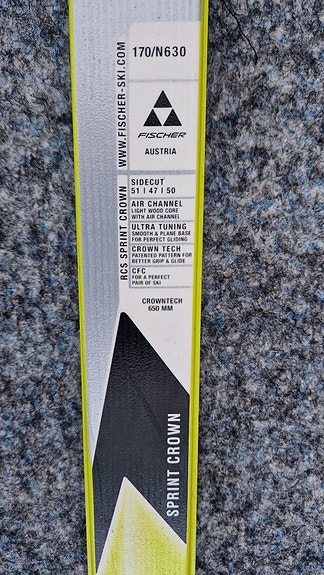 170/N630
WWW.FISCHER-SKI.COM
FISCHER
AUSTRIA
RCS SPRINT CROWN
SIDECUT
51 I 47 I 50
AIR CHANNEL
LIGHT WOOD CORE
WITH AIR CHANNEL
ULTRA TUNING
SMOOTH & PLANE BASE
FOR PERFECT GLIDING
CROWN TECH
PATENTED PATTERN FOR
BETTER GRIP & GLIDE
CFC
FOR A PERFECT
PAIR OF SKI
CROWNTECH
650 MM
SPRINT CROWN